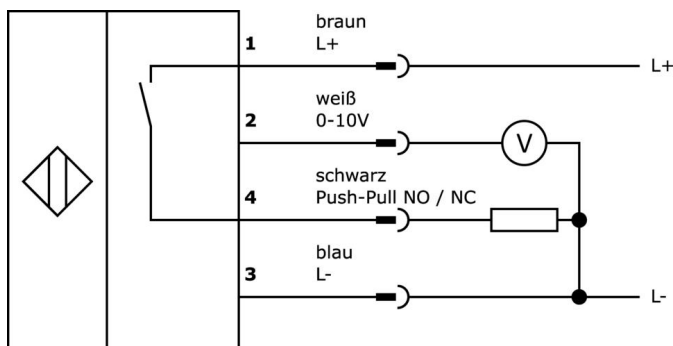 braun
1 L+
L+
weiß
2 0-10V
V
schwarz
4 Push-Pull NO / NC
blau
3 L-
L-